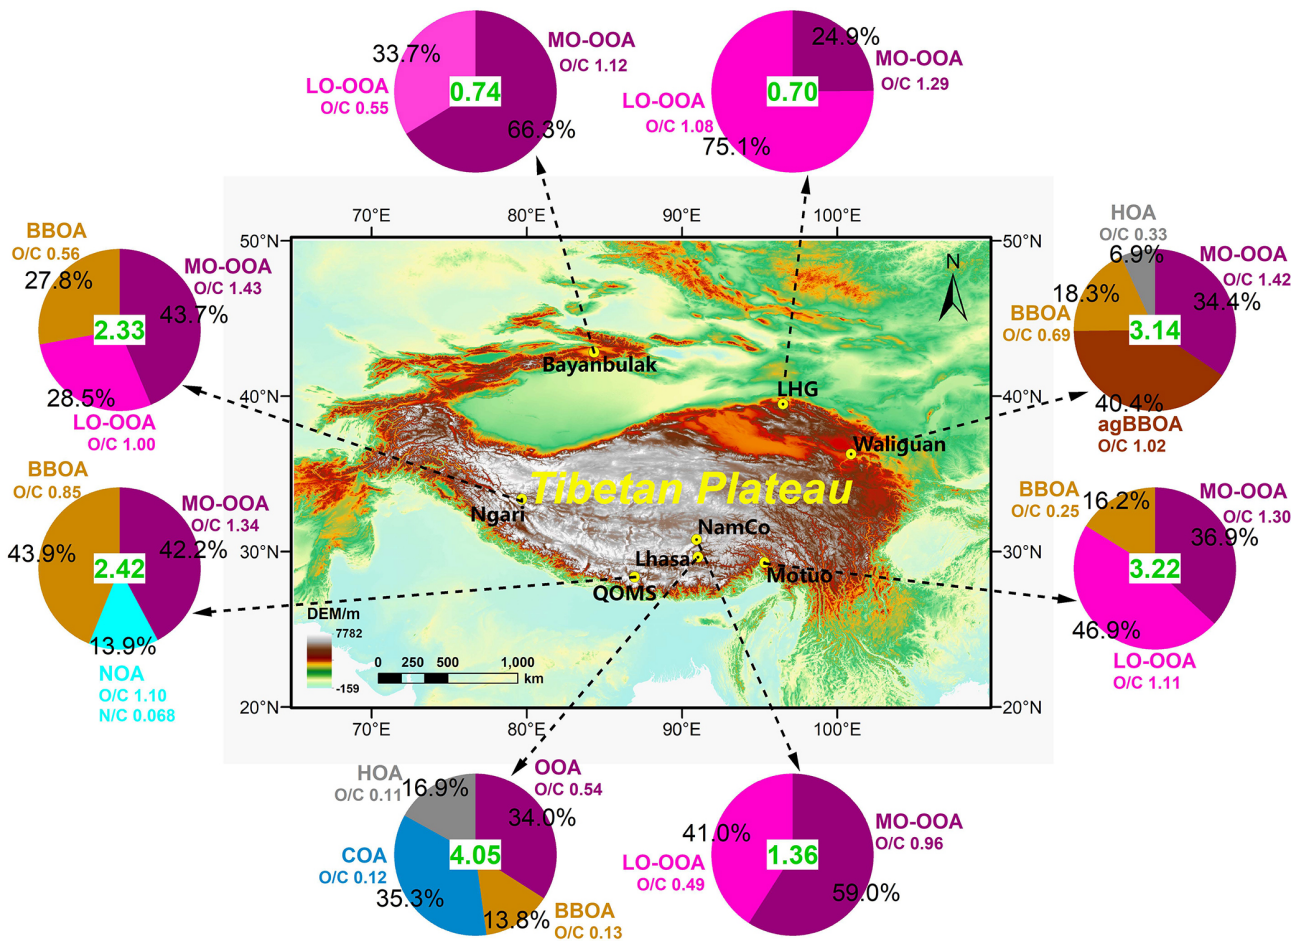 33.7%
MO-OOA
O/C 1.12
LO-OOA
O/C 0.55
0.74
66.3%
24.9%
MO-OOA
O/C 1.29
LO-OOA
O/C 1.08
0.70
75.1%
BBOA
O/C 0.56
27.8%
MO-OOA
O/C 1.43
43.7%
2.33
28.5%
LO-OOA
O/C 1.00
BBOA
O/C 0.85
MO-OOA
O/C 1.34
43.9%
42.2%
2.42
13.9%
NOA
O/C 1.10
N/C 0.068
70°E 80°E 90°E 100°E
50°N 50°N
40°N 40°N
30°N 30°N
20°N 20°N
70°E 80°E 90°E 100°E
N
Bayanbulak
LHG
Waliguan
Tibetan Plateau
Ngari
NamCo
Lhasa
Motuo
QOMS
DEM/m
7782
-159
0 250 500 1,000
km
HOA
O/C 0.33
6.9%
MO-OOA
O/C 1.42
18.3%
34.4%
BBOA
O/C 0.69
3.14
40.4%
agBBOA
O/C 1.02
BBOA
O/C 0.25
16.2%
MO-OOA
O/C 1.30
36.9%
3.22
46.9%
LO-OOA
O/C 1.11
HOA
O/C 0.11
16.9%
OOA
O/C 0.54
34.0%
COA
O/C 0.12
4.05
35.3%
13.8%
BBOA
O/C 0.13
41.0%
MO-OOA
O/C 0.96
LO-OOA
O/C 0.49
1.36
59.0%